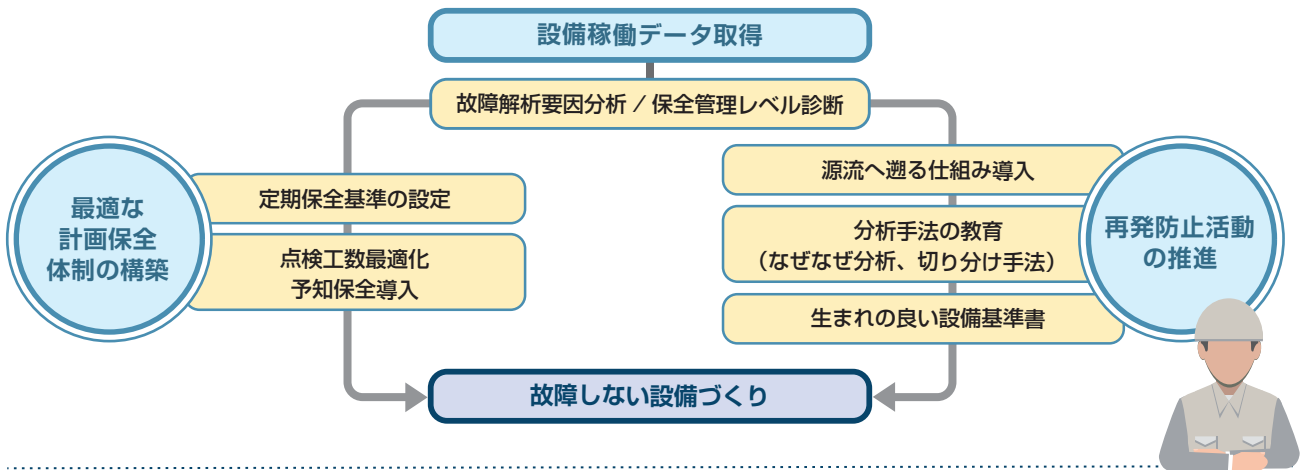 設備稼働データ取得
故障解析要因分析 / 保全管理レベル診断
最適な
計画保全
体制の構築
定期保全基準の設定
点検工数最適化
予知保全導入
源流へ遡る仕組み導入
分析手法の教育
（なぜなぜ分析、切り分け手法）
生まれの良い設備基準書
再発防止活動
の推進
故障しない設備づくり